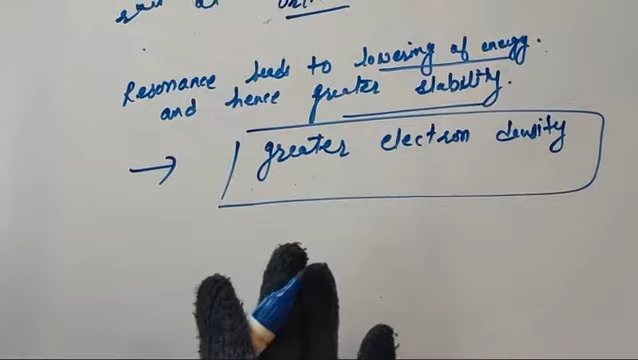 Resonance leads to lowering of energy.
and hence greater stability.
→ greater electron density